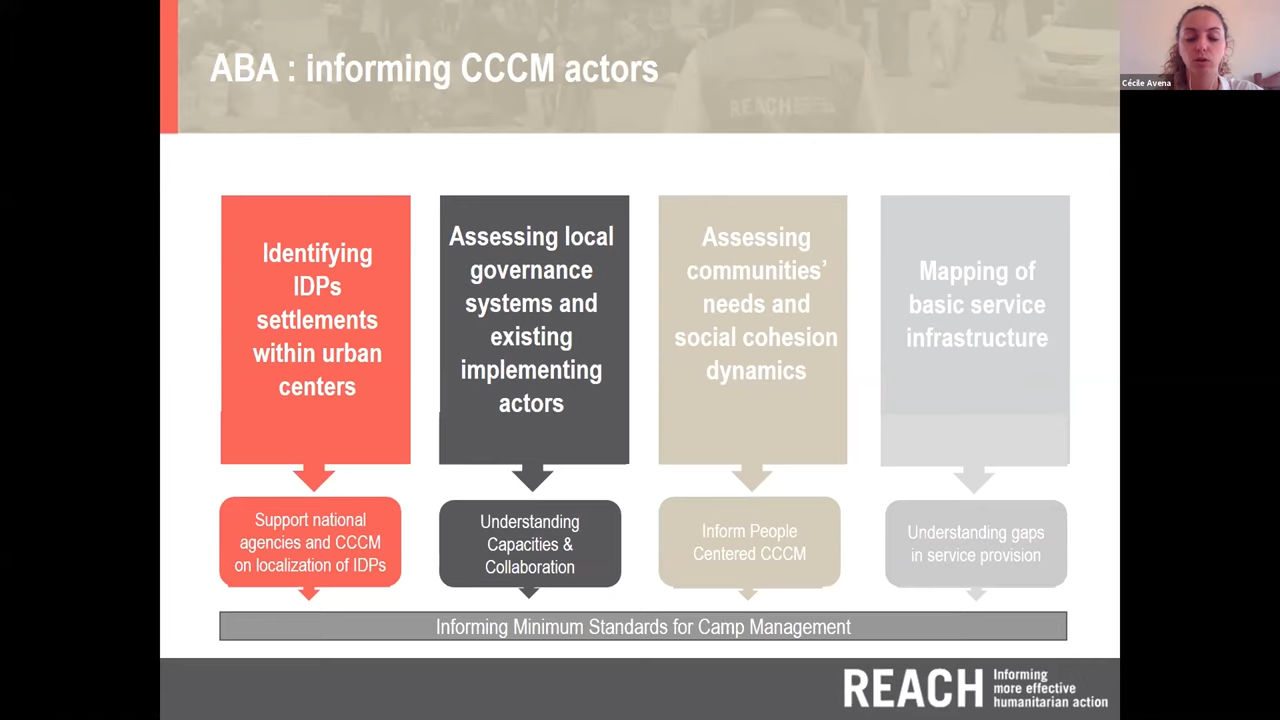 ABA : informing CCCM actors
REACH
Cécile Avena
Identifying
IDPs
settlements
within urban
centers
Assessing local
governance
systems and
existing
implementing
actors
Assessing
communities’
needs and
social cohesion
dynamics
Mapping of
basic service
infrastructure
Support national
agencies and CCCM
on localization of IDPs
Understanding
Capacities &
Collaboration
Inform People
Centered CCCM
Understanding gaps
in service provision
Informing Minimum Standards for Camp Management
REACH
Informing
more effective
humanitarian action